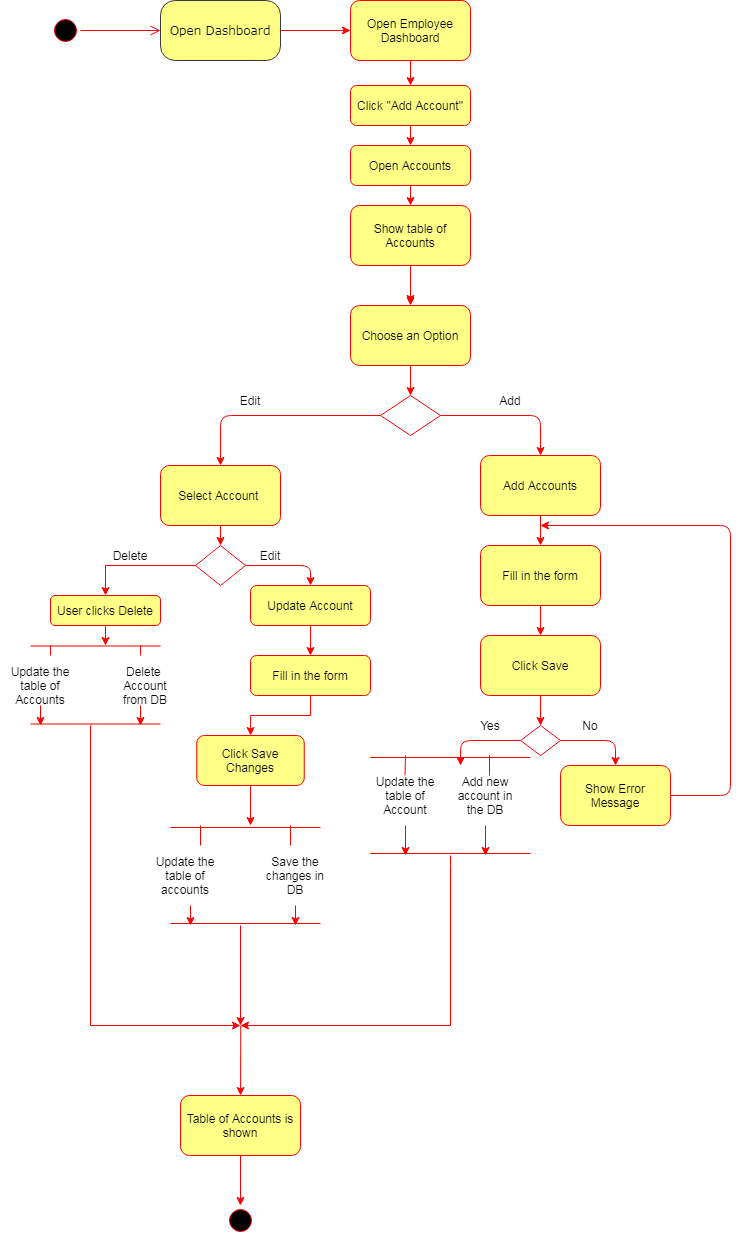 Open Dashboard
Open Employee
Dashboard
Click "Add Account"
Open Accounts
Show table of
Accounts
Choose an Option
Edit
Add
Select Account
Add Accounts
Delete
Edit
Fill in the form
User clicks Delete
Update Account
Update the
table of
Accounts
Delete
Account
from DB
Fill in the form
Click Save
Yes
No
Click Save
Changes
Update the
table of
Account
Add new
account in
the DB
Show Error
Message
Update the
table of
accounts
Save the
changes in
DB
Table of Accounts is
shown